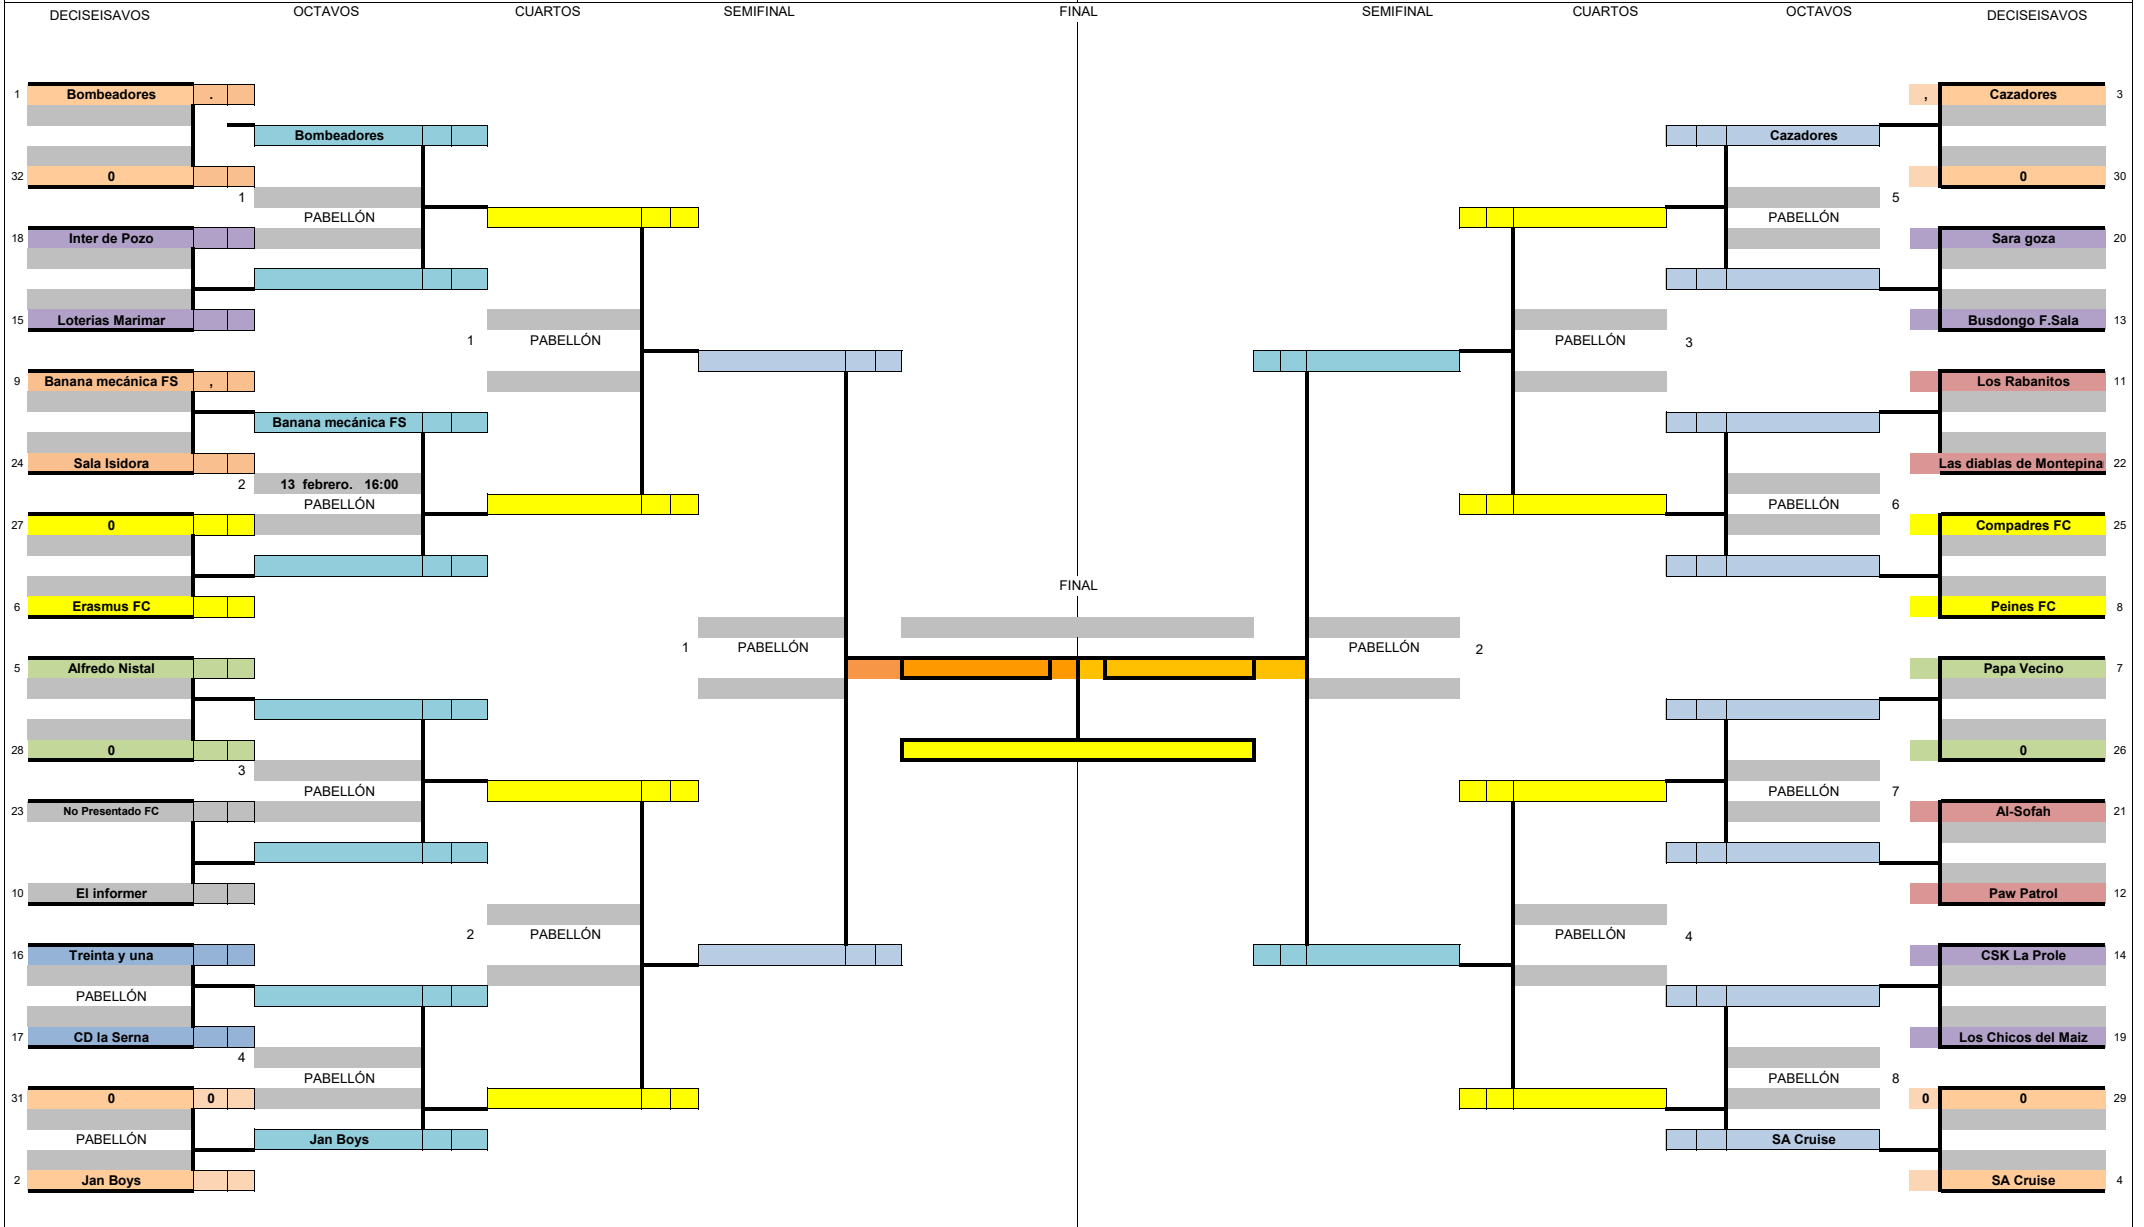 DECISEISAVOS OCTAVOS CUARTOS SEMIFINAL FINAL SEMIFINAL CUARTOS OCTAVOS DECISEISAVOS
1 Bombeadores . , Cazadores 3
Bombeadores Cazadores
32 0 0 30
1 5
PABELLÓN PABELLÓN
18 Inter de Pozo Sara goza 20
15 Loterias Marimar Busdongo F.Sala 13
1 PABELLÓN PABELLÓN 3
9 Banana mecánica FS , Los Rabanitos 11
Banana mecánica FS
24 Sala Isidora Las diablas de Montepina 22
2 13 febrero. 16:00
PABELLÓN PABELLÓN 6
27 0 Compadres FC 25
FINAL
6 Erasmus FC Peines FC 8
1 PABELLÓN PABELLÓN 2
5 Alfredo Nistal Papa Vecino 7
28 0 0 26
3
PABELLÓN PABELLÓN 7
23 No Presentado FC Al-Sofah 21
10 El informer Paw Patrol 12
2 PABELLÓN PABELLÓN 4
16 Treinta y una CSK La Prole 14
PABELLÓN
17 CD la Serna Los Chicos del Maiz 19
4
PABELLÓN PABELLÓN 8
31 0 0 0 0 29
PABELLÓN Jan Boys SA Cruise
2 Jan Boys SA Cruise 4